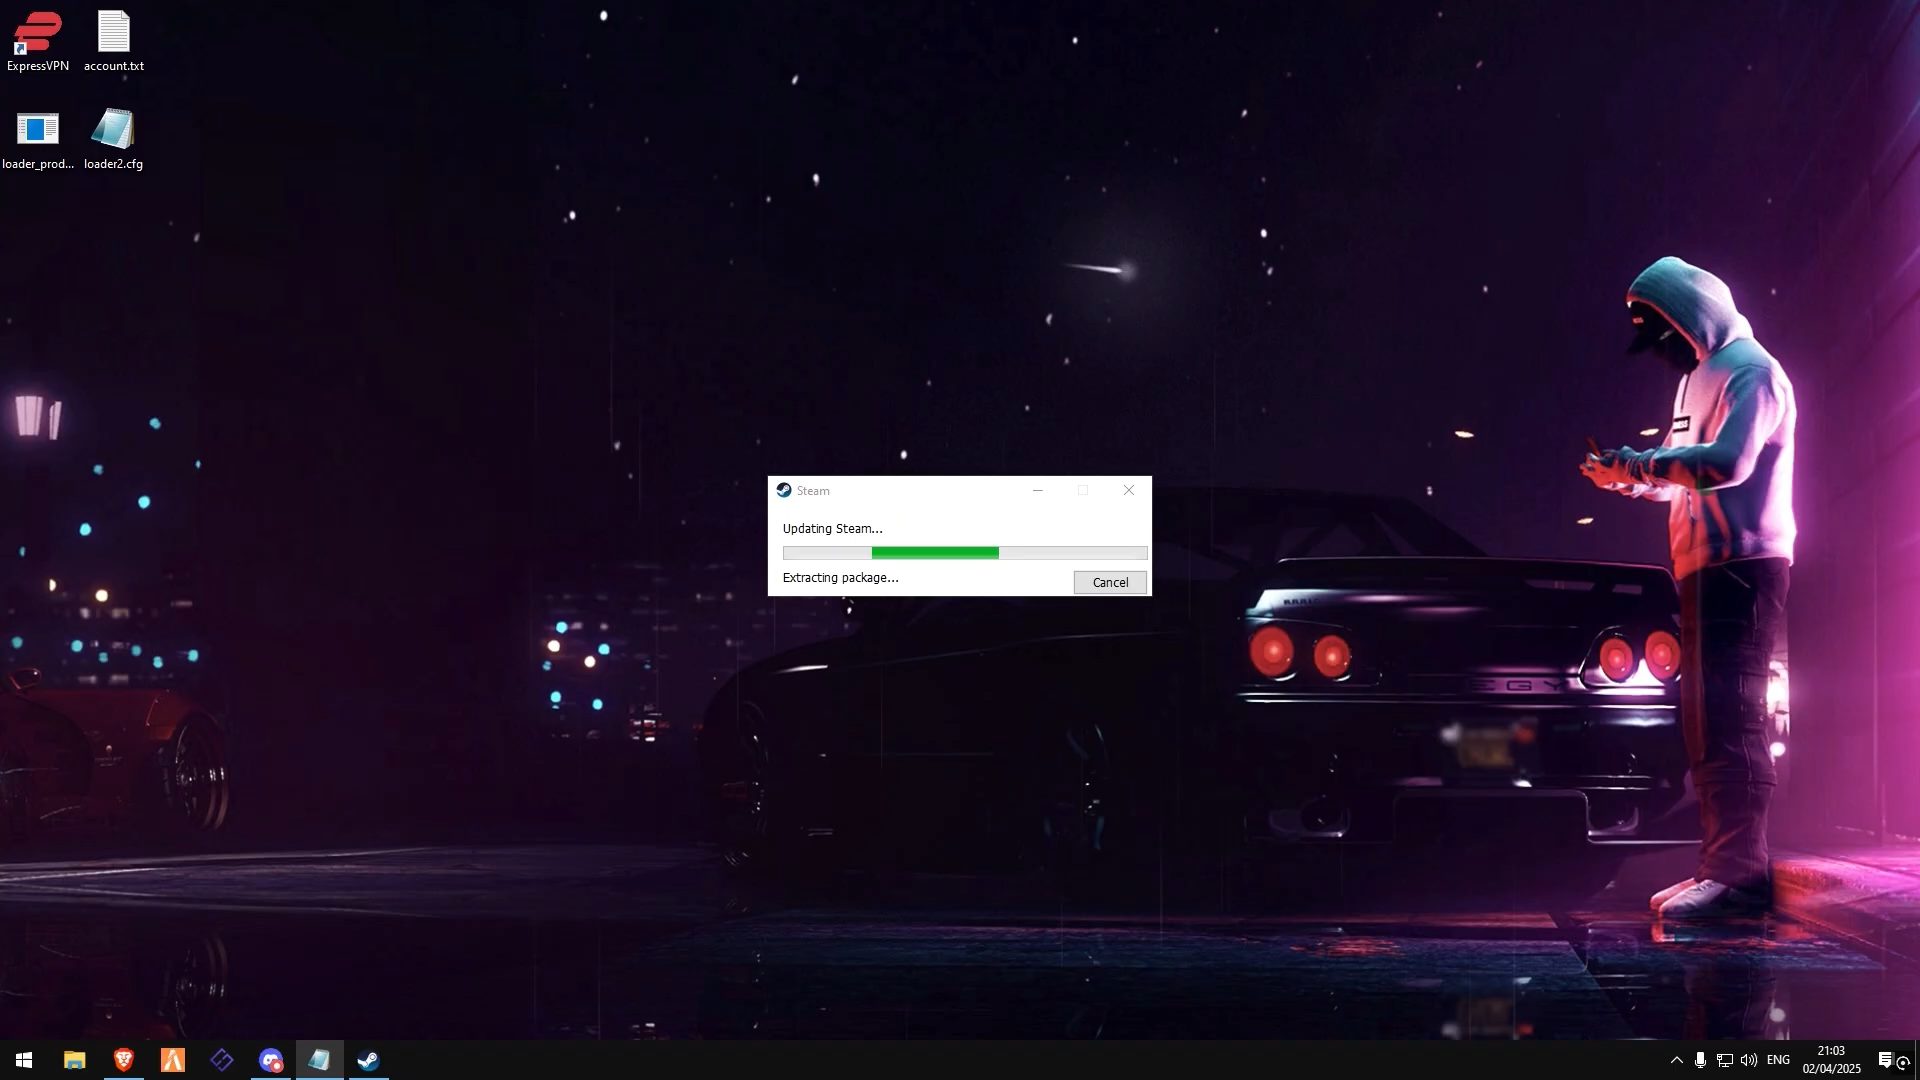 ExpressVPN
account.txt
loader_prod...
loader2.cfg
Steam
Updating Steam...
Extracting package...
Cancel
ENG
21:03
02/04/2025